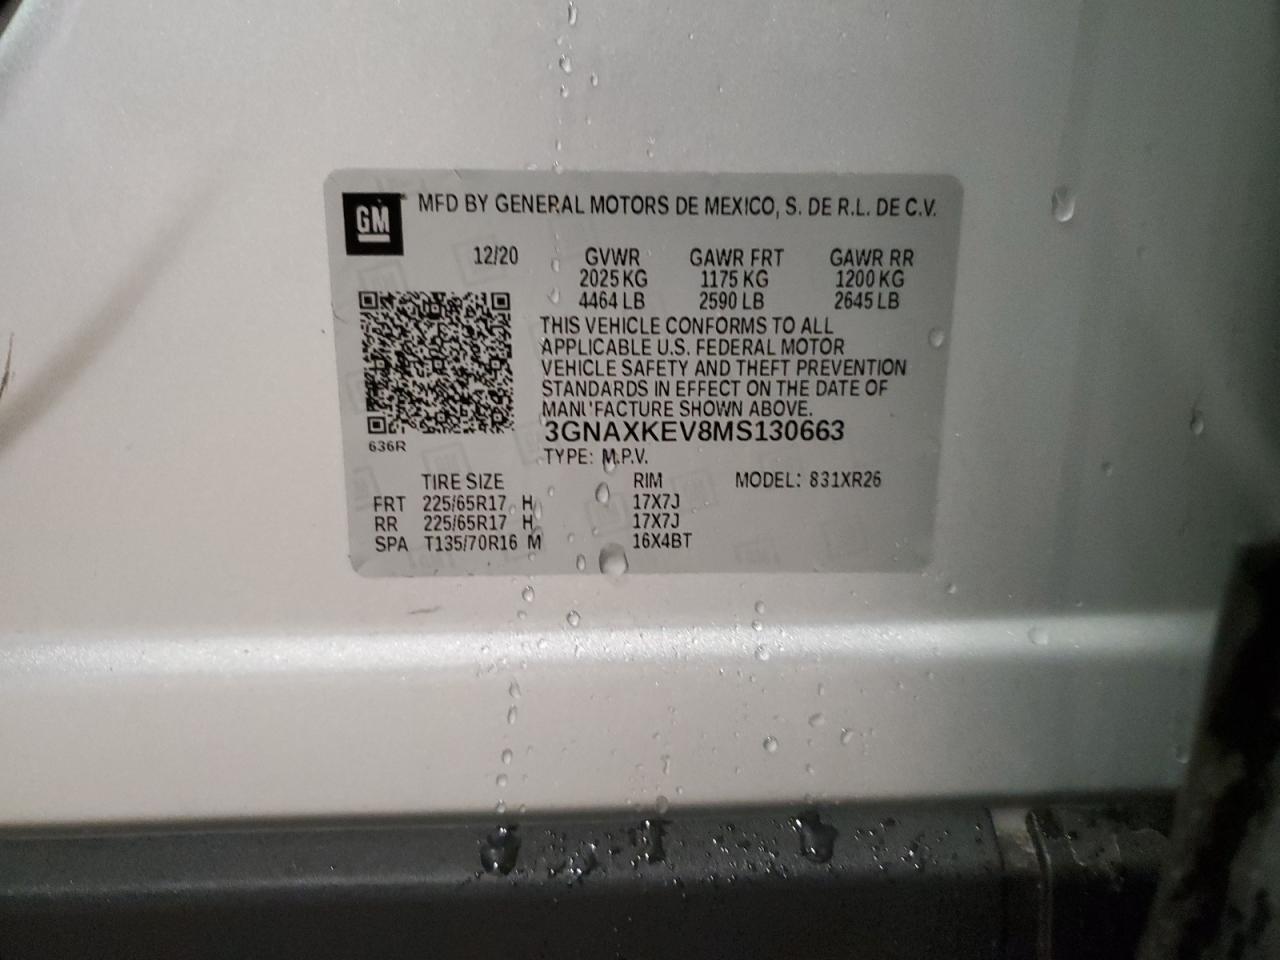 GM
MFD BY GENERAL MOTORS DE MEXICO, S. DE R.L. DE C.V.
12/20 GVWR GAWR FRT GAWR RR
2025 KG 1175 KG 1200 KG
4464 LB 2590 LB 2645 LB
THIS VEHICLE CONFORMS TO ALL
APPLICABLE U.S. FEDERAL MOTOR
VEHICLE SAFETY AND THEFT PREVENTION
STANDARDS IN EFFECT ON THE DATE OF
MANUFACTURE SHOWN ABOVE.
3GNAXKEV8MS130663
636R
TYPE: M.P.V.
TIRE SIZE RIM MODEL: 831XR26
FRT 225/65R17 H 17X7J
RR 225/65R17 H 17X7J
SPA T135/70R16 M 16X4BT